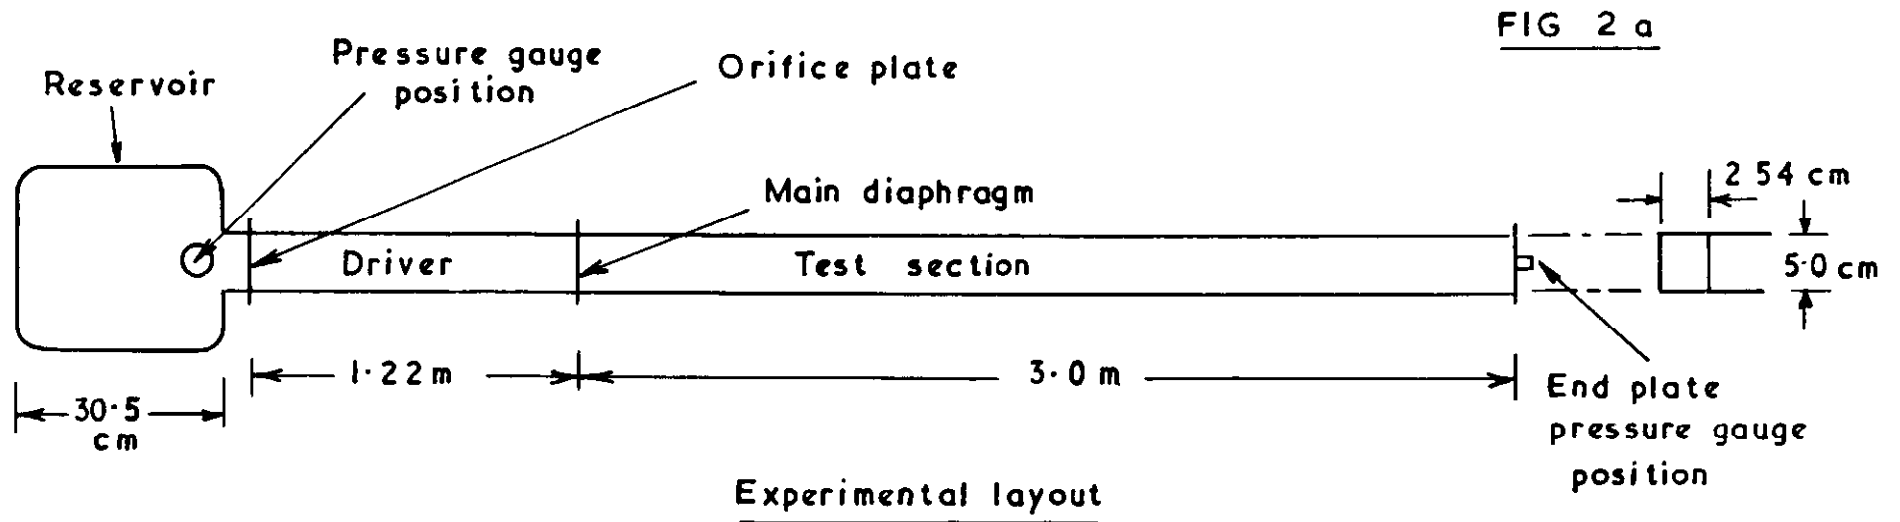 FIG 2 a
Pressure gauge
position
Orifice plate
Reservoir
Main diaphragm
2 54 cm
Driver
Test section
5·0 cm
1·22 m
3·0 m
30·5
cm
End plate
pressure gauge
position
Experimental layout